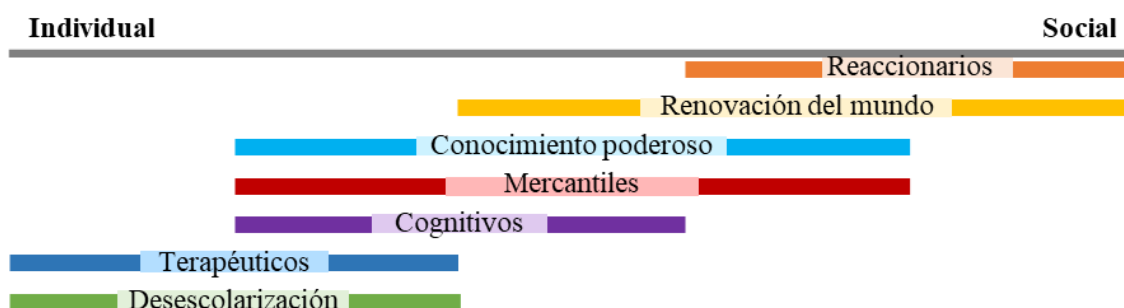 Individual Social
Reaccionarios
Renovación del mundo
Conocimiento poderoso
Mercantiles
Cognitivos
Terapéuticos
Desescolarización